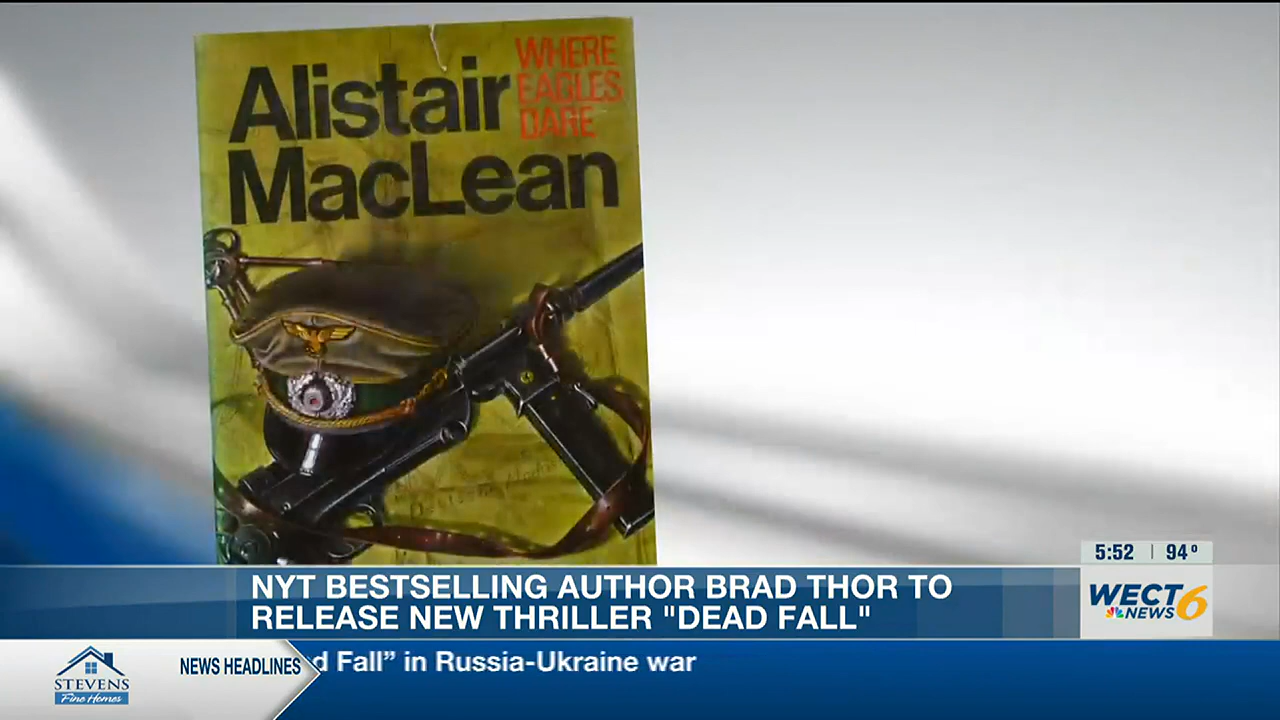 Alistair
MacLean
WHERE
EAGLES
DARE
NYT BESTSELLING AUTHOR BRAD THOR TO
RELEASE NEW THRILLER "DEAD FALL"
5:52 | 94°
WECT 6
NEWS
STEVENS
Fine Homes
NEWS HEADLINES
d Fall” in Russia-Ukraine war